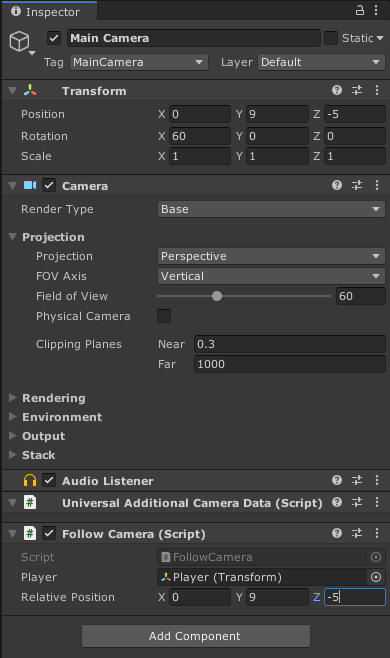 Inspector
Main Camera Static
Tag MainCamera Layer Default
Transform
Position X 0 Y 9 Z -5
Rotation X 60 Y 0 Z 0
Scale X 1 Y 1 Z 1
Camera
Render Type Base
Projection
Projection Perspective
FOV Axis Vertical
Field of View 60
Physical Camera
Clipping Planes Near 0.3
Far 1000
Rendering
Environment
Output
Stack
Audio Listener
# Universal Additional Camera Data (Script)
# Follow Camera (Script)
Script # FollowCamera
Player Player (Transform)
Relative Position X 0 Y 9 Z -5
Add Component